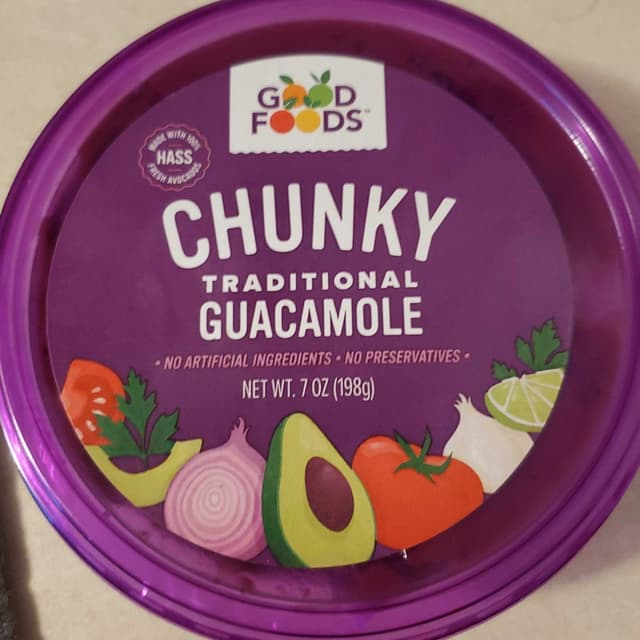 GOOD
FOODS™
MADE WITH 100%
HASS
FRESH AVOCADOS
CHUNKY
TRADITIONAL
GUACAMOLE
• NO ARTIFICIAL INGREDIENTS • NO PRESERVATIVES •
NET WT. 7 OZ (198g)